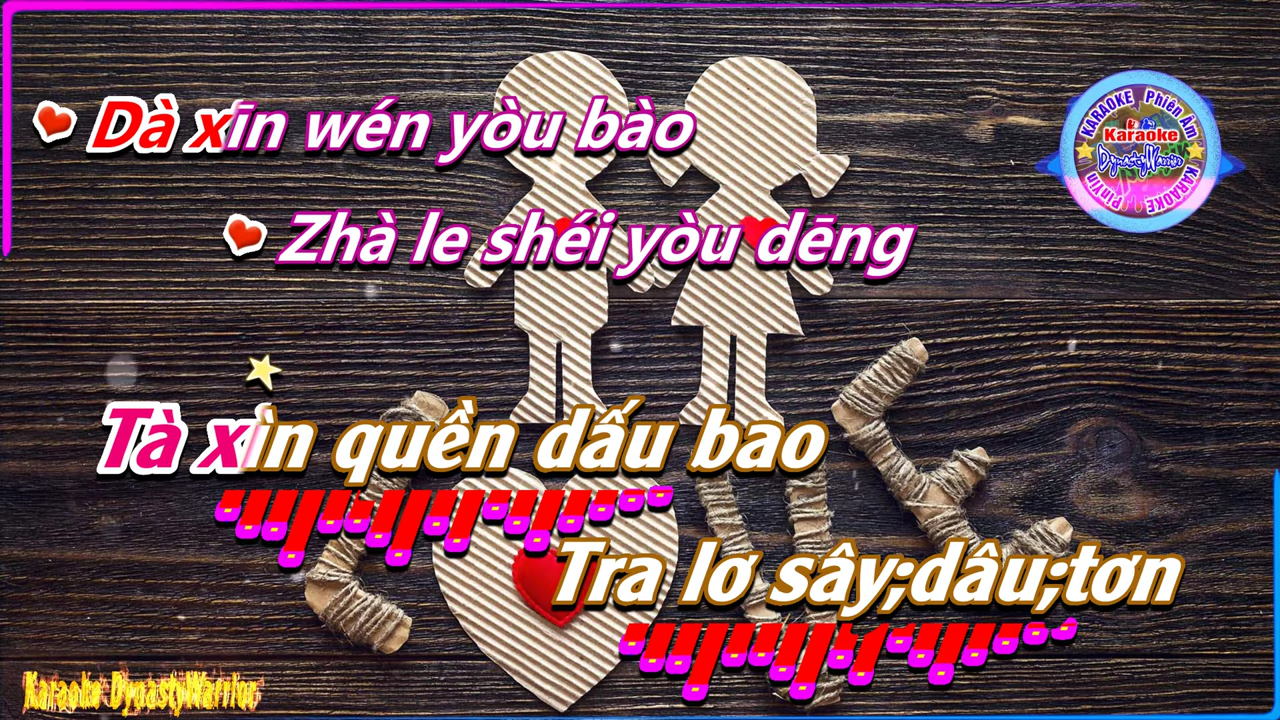 Dà xīn wén yòu bào
Zhà le shéi yòu dēng
Tà xìn quền dấu bao
Tra lơ sây;dâu;tơn
KARAOKE Phiên Âm
Karaoke
DynastyWarrior
PinYin KARAOKE
Karaoke DynastyWarrior